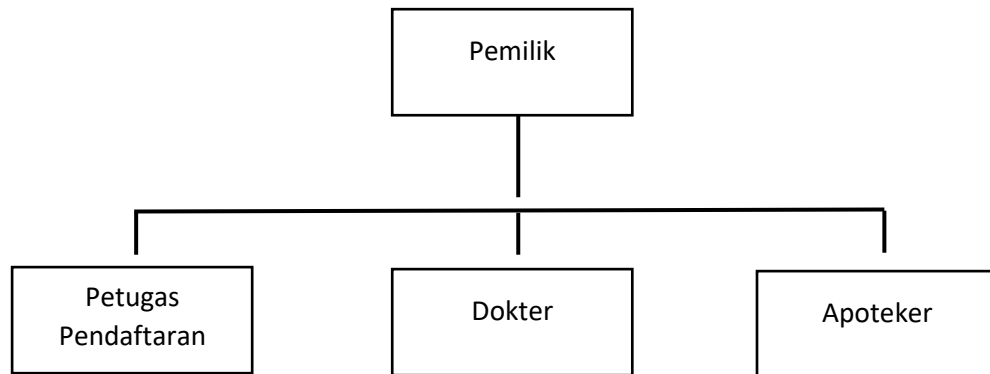 Pemilik
Petugas
Pendaftaran
Dokter
Apoteker